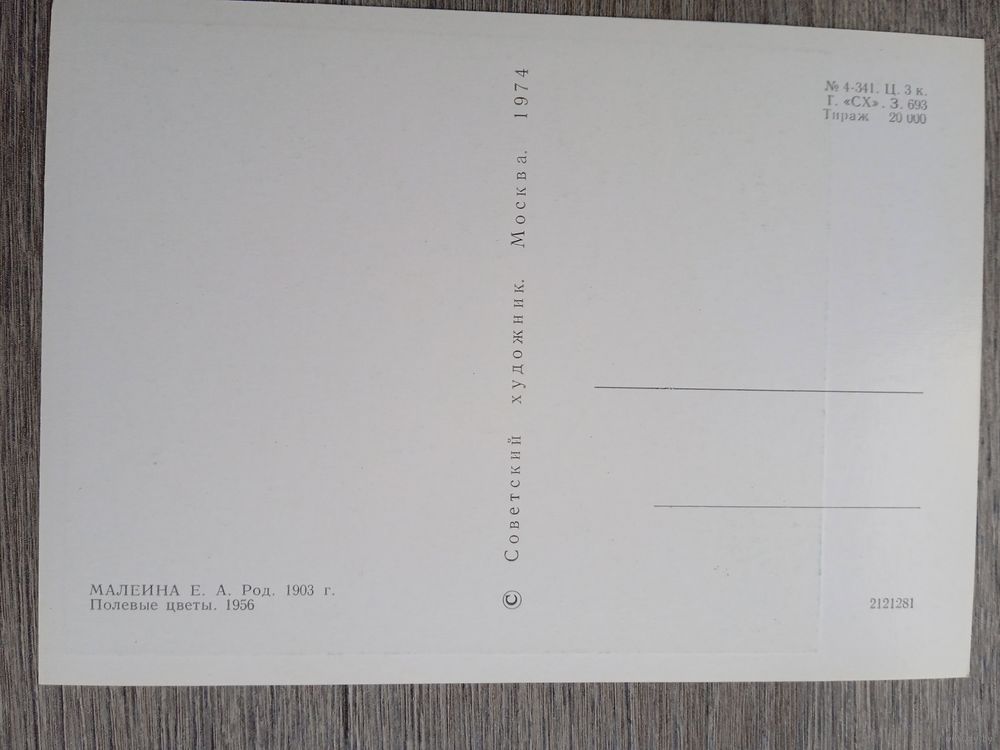 № 4-341. Ц. 3 к.
Г. «СХ». З. 693
Тираж 20 000
© Советский художник. Москва. 1974
МАЛЕИНА Е. А. Род. 1903 г.
Полевые цветы. 1956
2121281